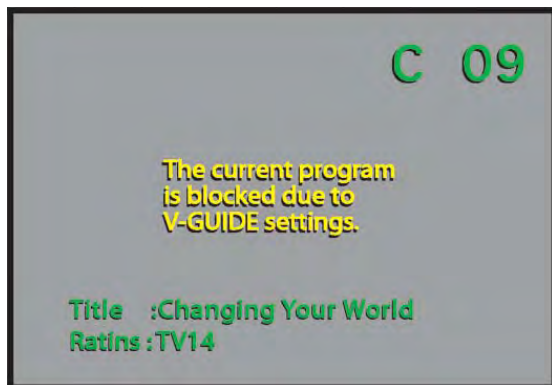 C 09
The current program
is blocked due to
V-GUIDE settings.
Title :Changing Your World
Ratins :TV14